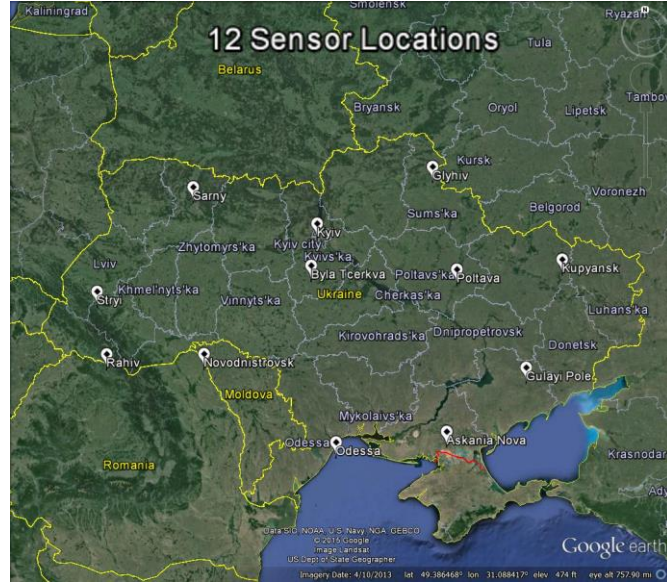 Kaliningrad
Smolensk
Ryazan
12 Sensor Locations
Tula
Belarus
Bryansk
Oryol
Lipetsk
Tambov
Kursk
Glyhiv
Voronezh
Sarny
Sums'ka
Belgorod
Kyiv
Zhytomyrs'ka
Kyiv city
Kyivs'ka
Lviv
Byla Tcerkva
Poltavs'ka
Poltava
Kupyansk
Khmel'nyts'ka
Stryi
Vinnyts'ka
Ukraine
Cherkas'ka
Luhans'ka
Kirovohrads'ka
Dnipropetrovsk
Donetsk
Rahiv
Novodnistrovsk
Gulayi Pole
Moldova
Mykolaivs'ka
Odessa
Odessa
Askania Nova
Krasnodar
Romania
Ady
Data SIO, NOAA, U.S. Navy, NGA, GEBCO
© 2015 Google
Image Landsat
US Dept of State Geographer
Google earth
Imagery Date: 4/10/2013 lat 49.386468° lon 31.088417° elev 474 ft eye alt 757.90 mi